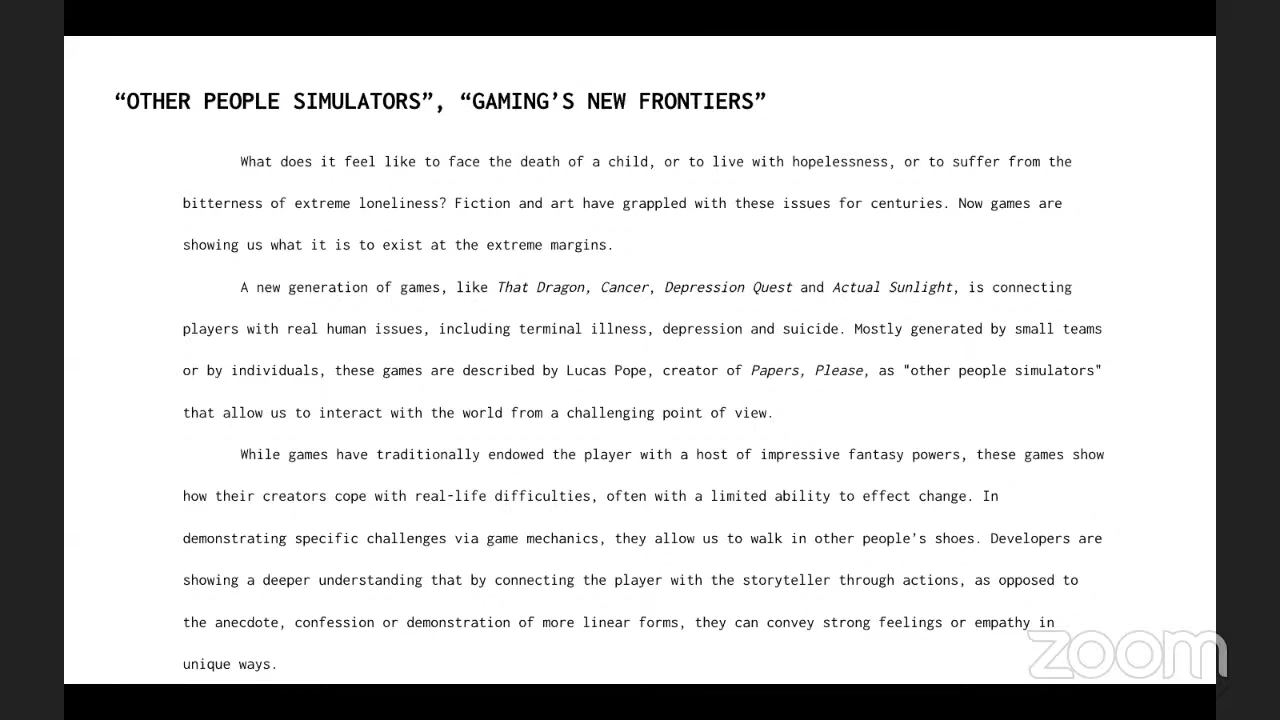 “OTHER PEOPLE SIMULATORS”, “GAMING’S NEW FRONTIERS”
What does it feel like to face the death of a child, or to live with hopelessness, or to suffer from the
bitterness of extreme loneliness? Fiction and art have grappled with these issues for centuries. Now games are
showing us what it is to exist at the extreme margins.
A new generation of games, like That Dragon, Cancer, Depression Quest and Actual Sunlight, is connecting
players with real human issues, including terminal illness, depression and suicide. Mostly generated by small teams
or by individuals, these games are described by Lucas Pope, creator of Papers, Please, as "other people simulators"
that allow us to interact with the world from a challenging point of view.
While games have traditionally endowed the player with a host of impressive fantasy powers, these games show
how their creators cope with real-life difficulties, often with a limited ability to effect change. In
demonstrating specific challenges via game mechanics, they allow us to walk in other people’s shoes. Developers are
showing a deeper understanding that by connecting the player with the storyteller through actions, as opposed to
the anecdote, confession or demonstration of more linear forms, they can convey strong feelings or empathy in
unique ways.
zoom